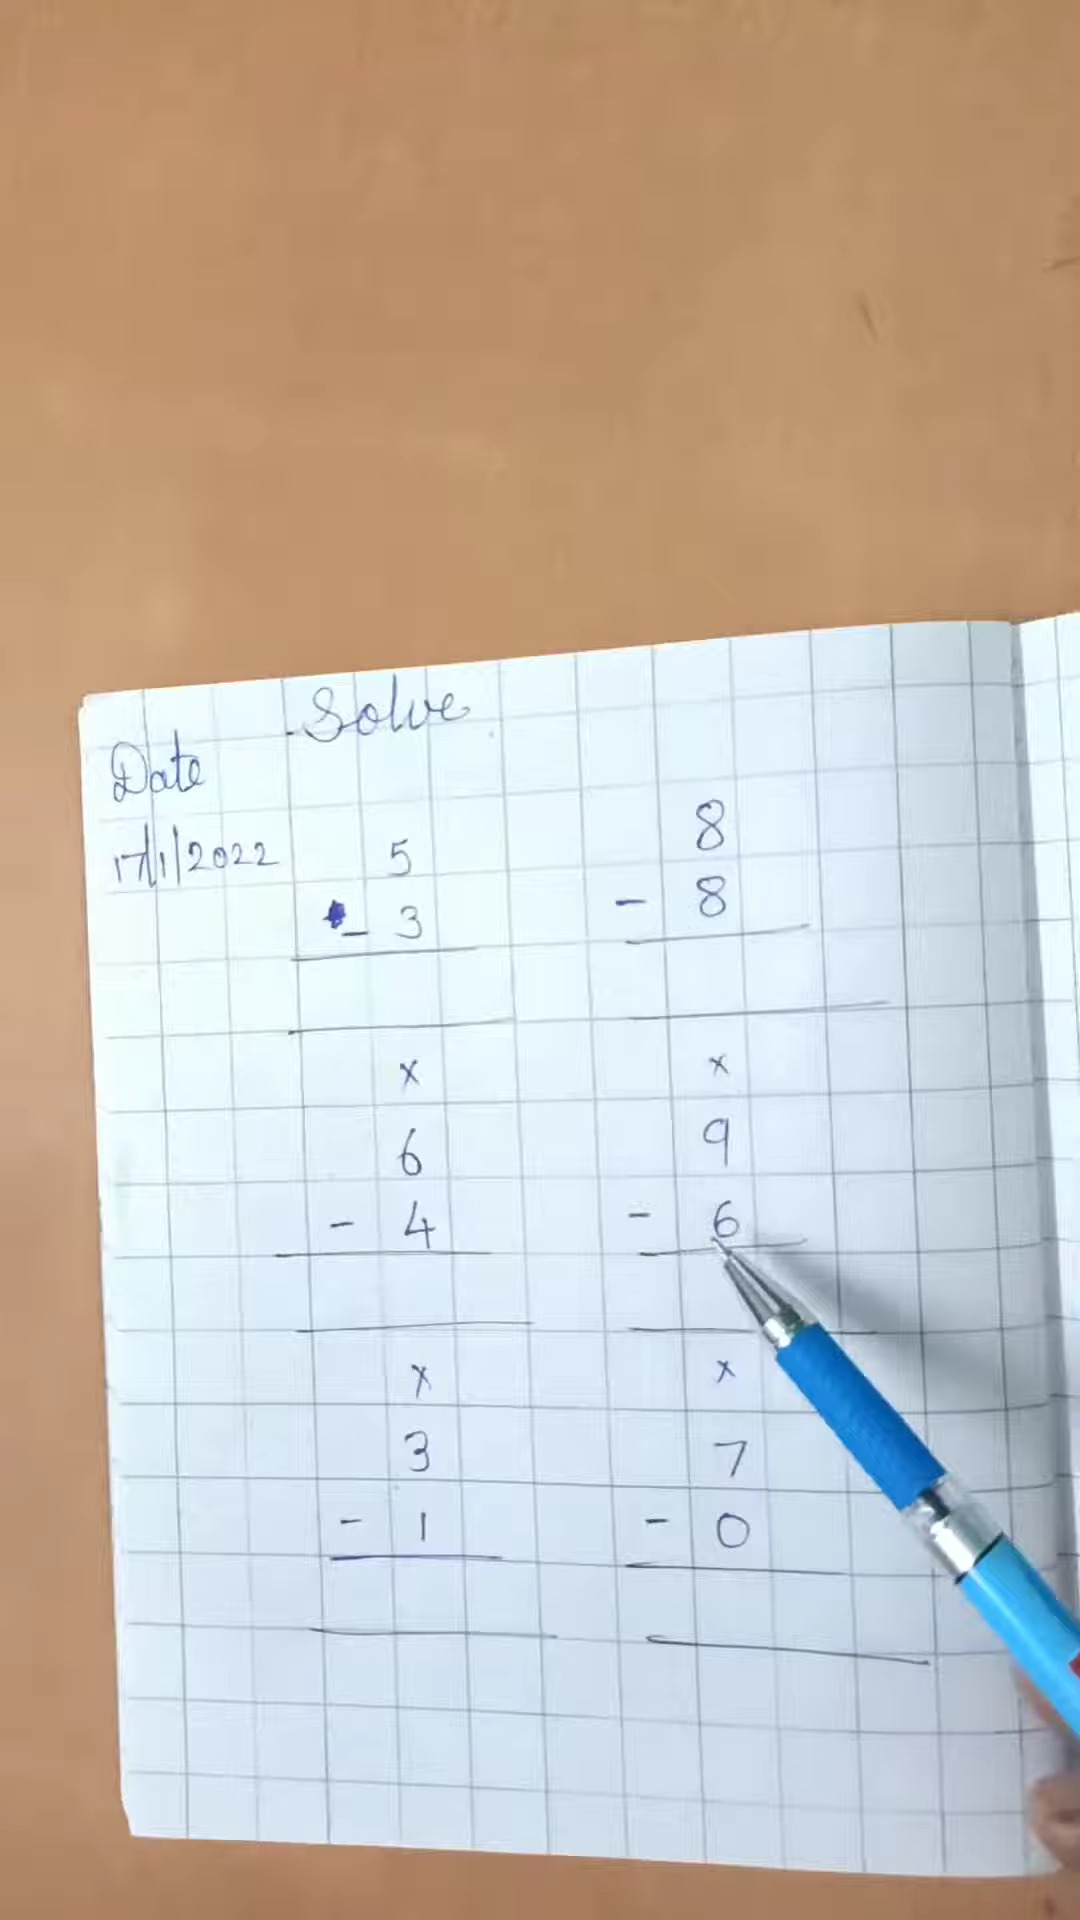 Solve
Date
17/1/2022
5 8
- 3 - 8
x x
6 9
- 4 - 6
x x
3 7
- 1 - 0